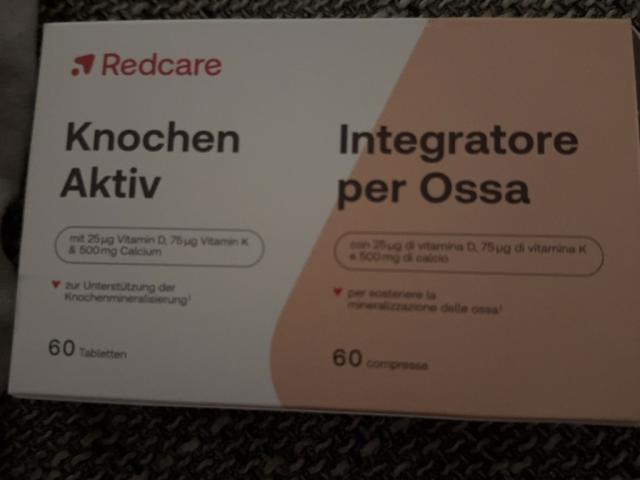 Redcare
Knochen
Aktiv
mit 25 µg Vitamin D, 75 µg Vitamin K
& 500 mg Calcium
zur Unterstützung der
Knochenmineralisierung¹
60 Tabletten
Integratore
per Ossa
con 25 µg di vitamina D, 75 µg di vitamina K
e 500 mg di calcio
per sostenere la
mineralizzazione delle ossa¹
60 compresse